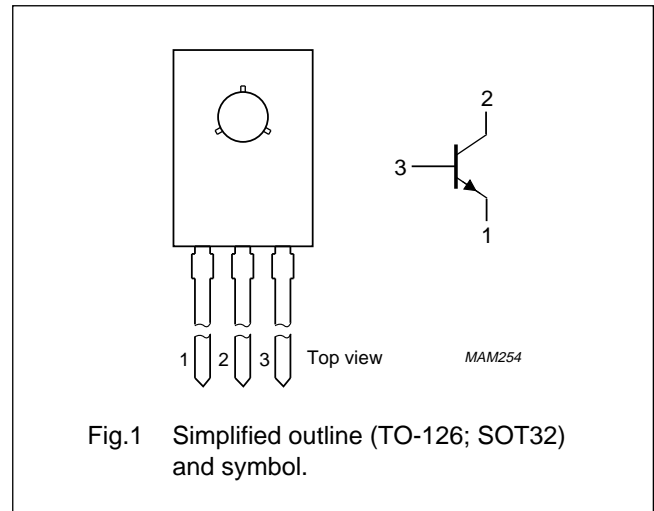 2
3
1
1 2 3 Top view MAM254
Fig.1 Simplified outline (TO-126; SOT32)
and symbol.